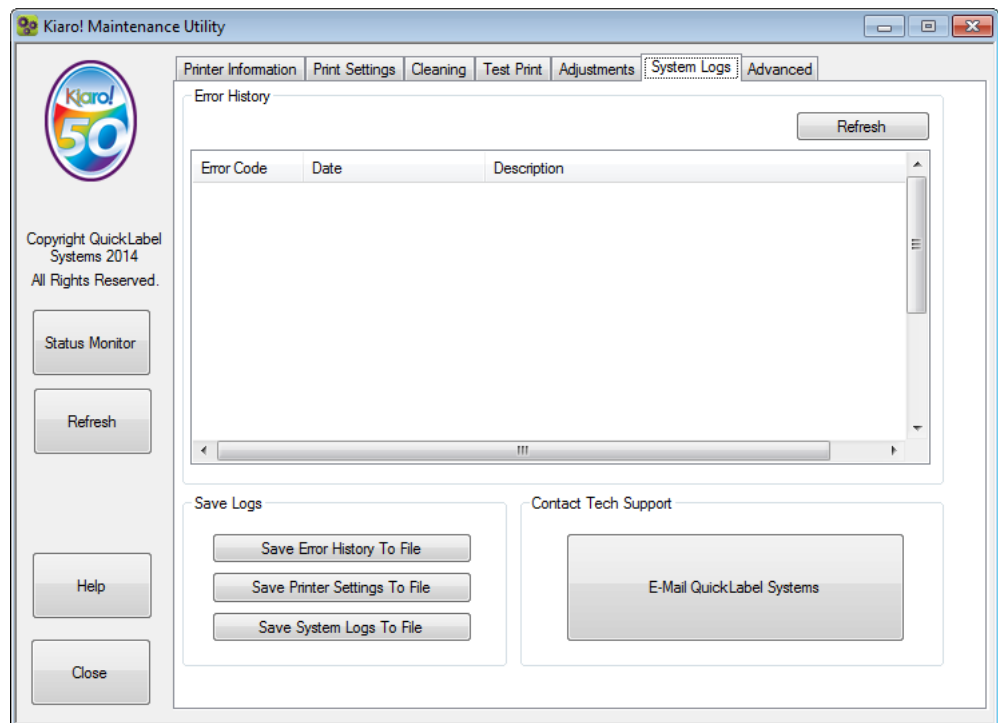 Kiaro! Maintenance Utility
Printer Information
Print Settings
Cleaning
Test Print
Adjustments
System Logs
Advanced
Kiaro!
50
Copyright QuickLabel
Systems 2014
All Rights Reserved.
Status Monitor
Refresh
Help
Close
Error History
Refresh
Error Code
Date
Description
Save Logs
Save Error History To File
Save Printer Settings To File
Save System Logs To File
Contact Tech Support
E-Mail QuickLabel Systems